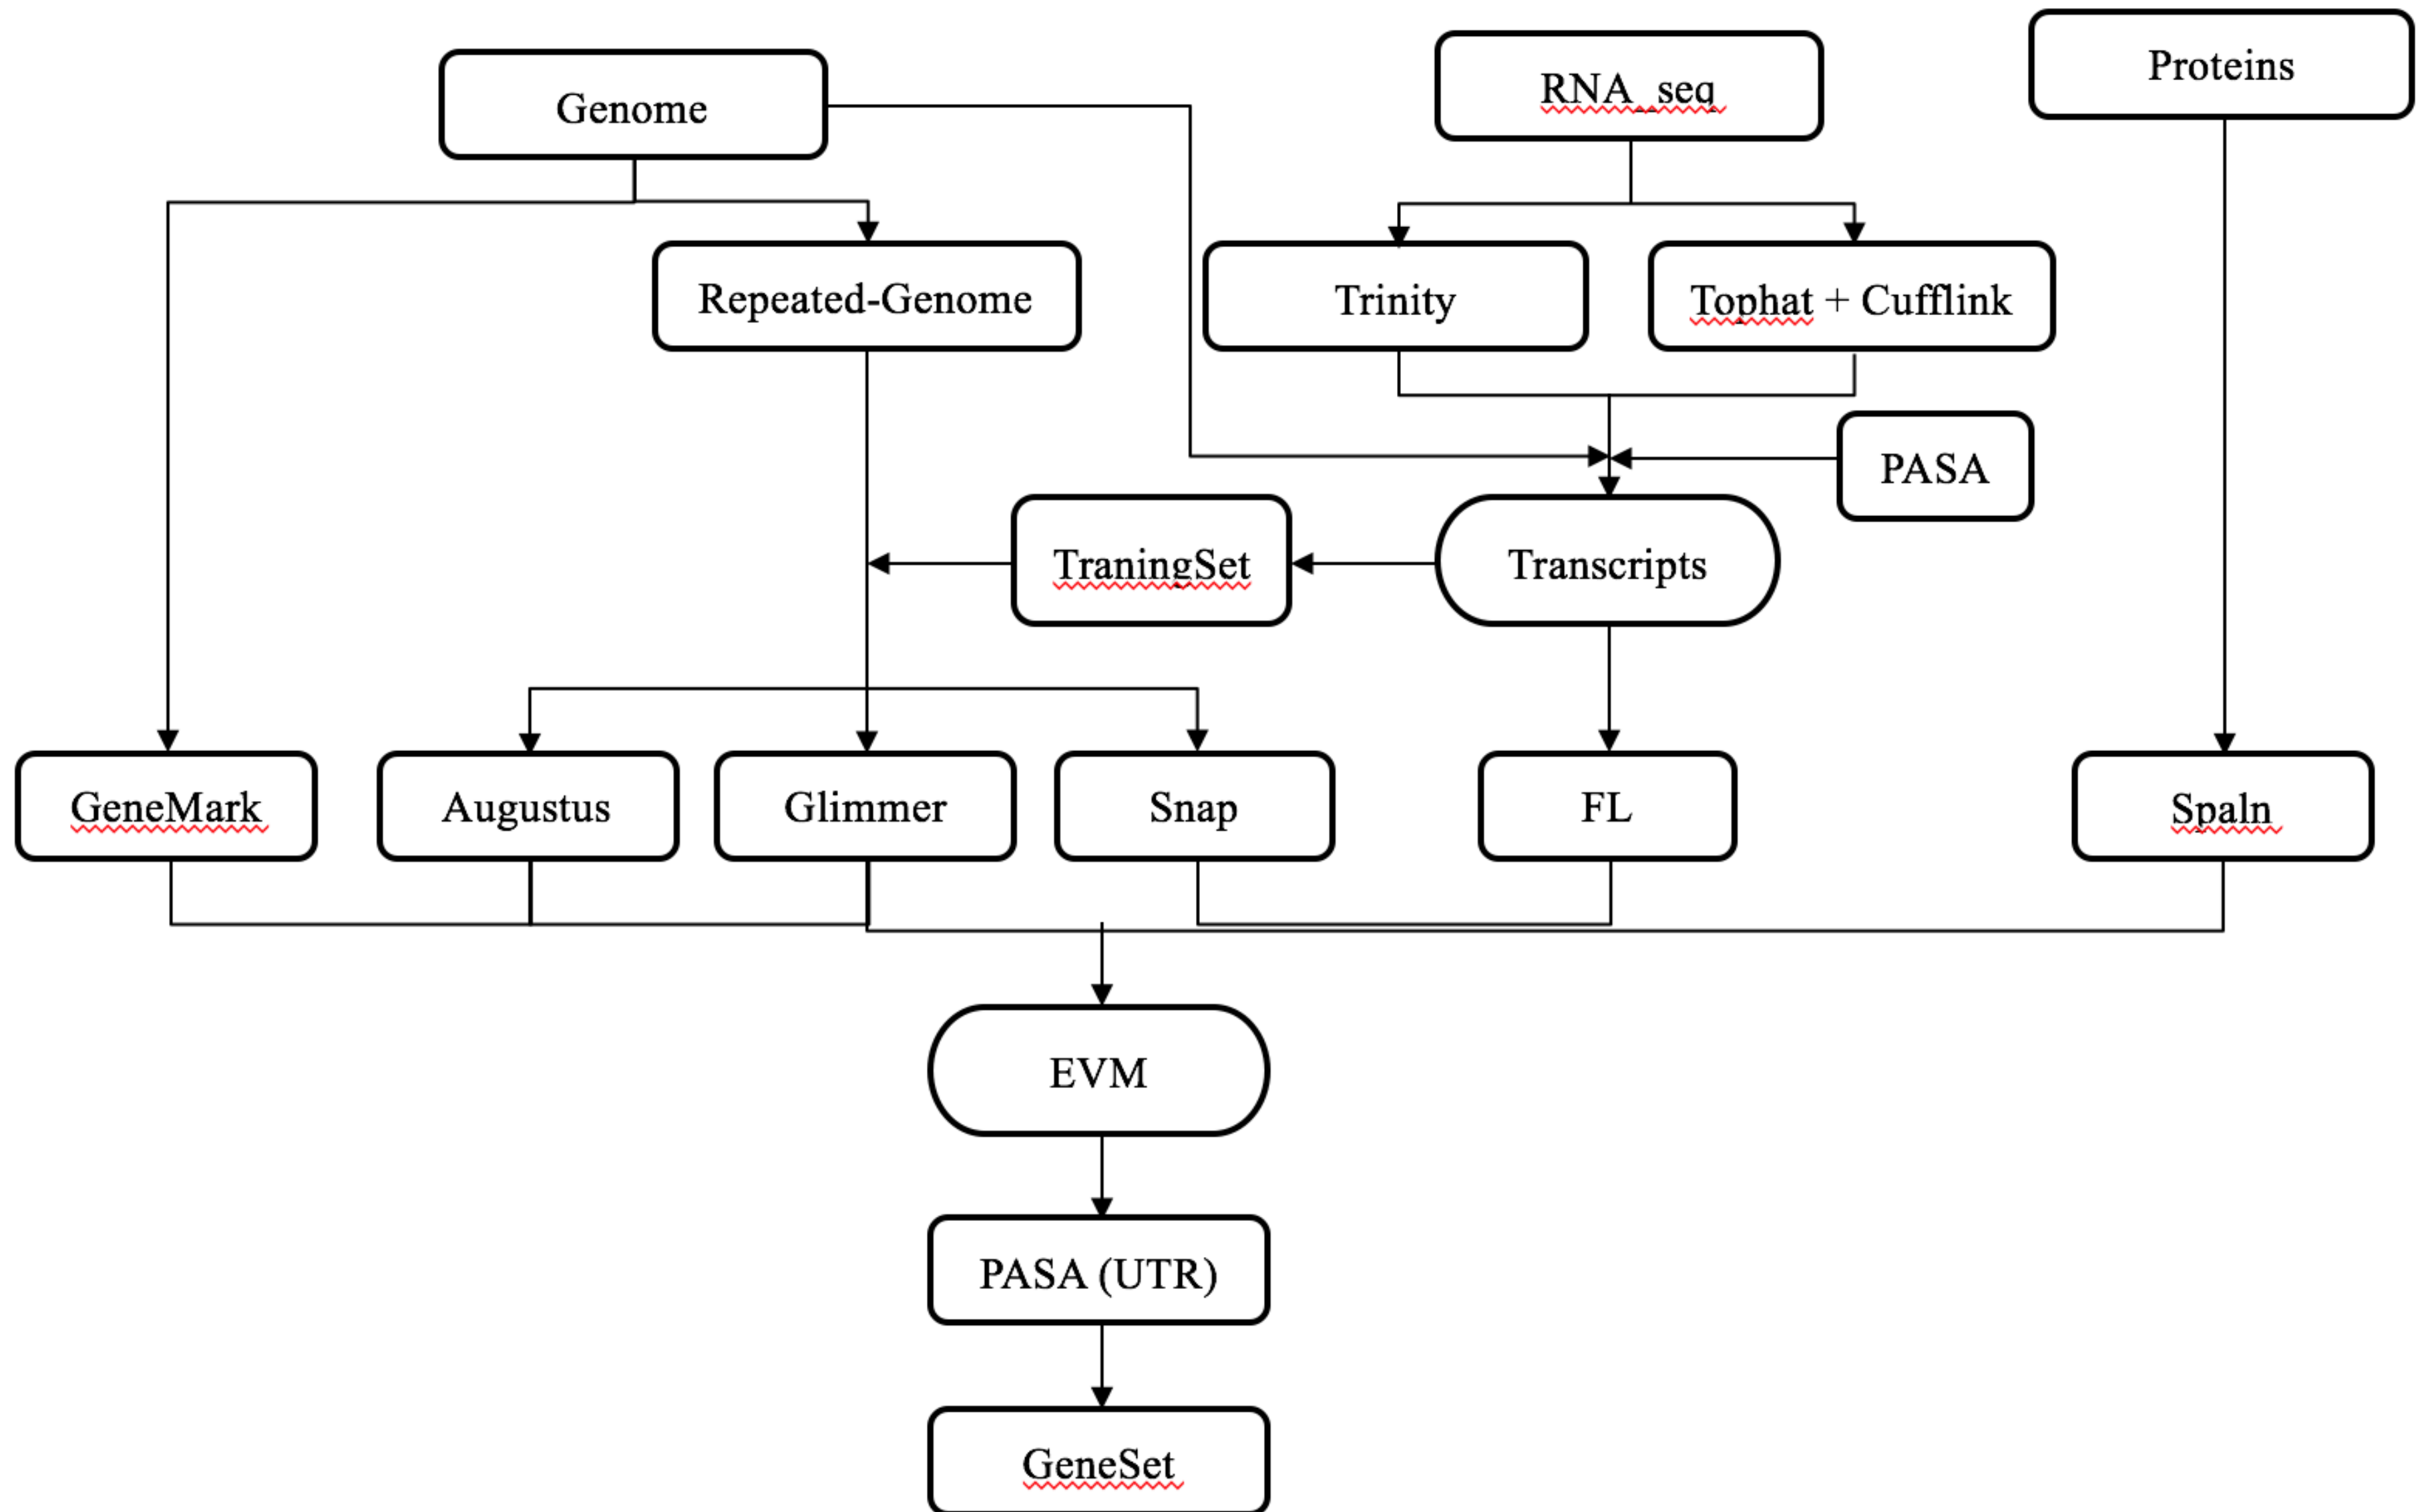 Genome
RNA_seq
Proteins
Repeated-Genome
Trinity
Tophat + Cufflink
PASA
TraningSet
Transcripts
GeneMark
Augustus
Glimmer
Snap
FL
Spaln
EVM
PASA (UTR)
GeneSet